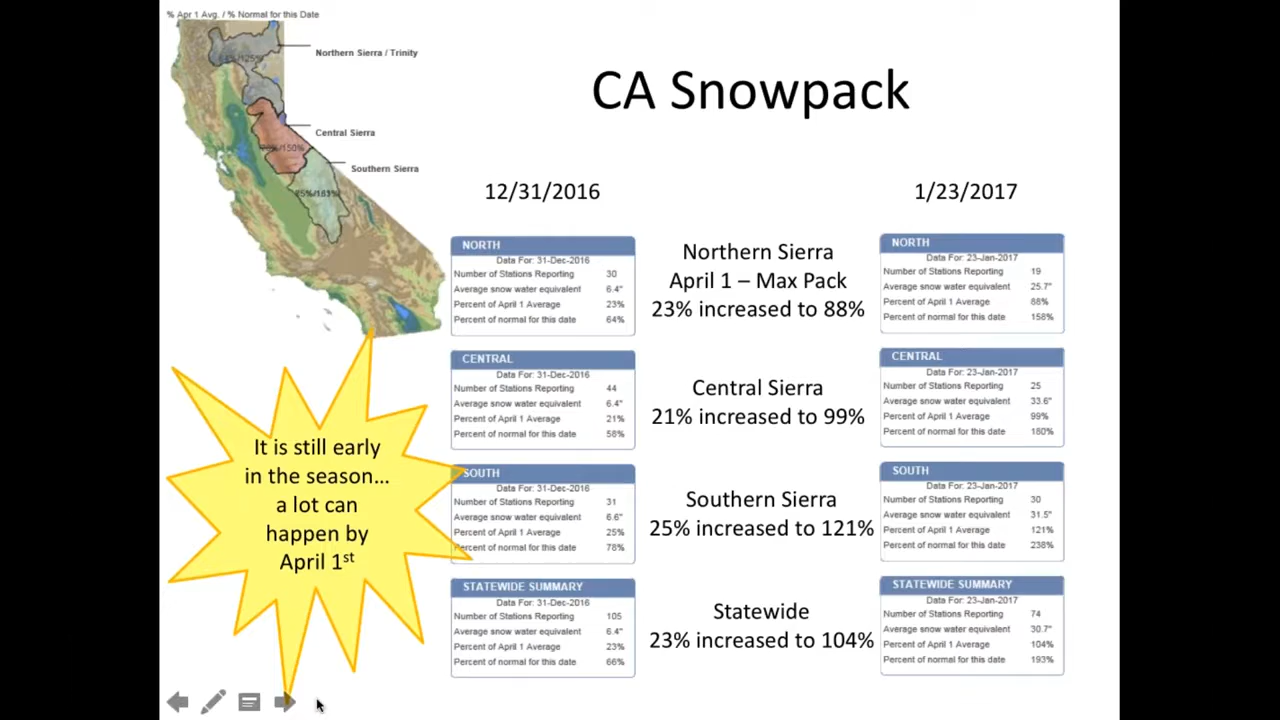 % Apr 1 Avg. / % Normal for this Date
Northern Sierra / Trinity
Central Sierra
Southern Sierra
CA Snowpack
12/31/2016
1/23/2017
NORTH
Data For: 31-Dec-2016
Number of Stations Reporting 30
Average snow water equivalent 6.4"
Percent of April 1 Average 23%
Percent of normal for this date 64%
Northern Sierra
April 1 – Max Pack
23% increased to 88%
NORTH
Data For: 23-Jan-2017
Number of Stations Reporting 19
Average snow water equivalent 25.7"
Percent of April 1 Average 88%
Percent of normal for this date 158%
CENTRAL
Data For: 31-Dec-2016
Number of Stations Reporting 44
Average snow water equivalent 6.4"
Percent of April 1 Average 21%
Percent of normal for this date 58%
Central Sierra
21% increased to 99%
CENTRAL
Data For: 23-Jan-2017
Number of Stations Reporting 25
Average snow water equivalent 33.6"
Percent of April 1 Average 99%
Percent of normal for this date 180%
It is still early
in the season...
a lot can
happen by
April 1st
SOUTH
Data For: 31-Dec-2016
Number of Stations Reporting 31
Average snow water equivalent 6.6"
Percent of April 1 Average 25%
Percent of normal for this date 78%
Southern Sierra
25% increased to 121%
SOUTH
Data For: 23-Jan-2017
Number of Stations Reporting 30
Average snow water equivalent 31.5"
Percent of April 1 Average 121%
Percent of normal for this date 238%
STATEWIDE SUMMARY
Data For: 31-Dec-2016
Number of Stations Reporting 105
Average snow water equivalent 6.4"
Percent of April 1 Average 23%
Percent of normal for this date 66%
Statewide
23% increased to 104%
STATEWIDE SUMMARY
Data For: 23-Jan-2017
Number of Stations Reporting 74
Average snow water equivalent 30.7"
Percent of April 1 Average 104%
Percent of normal for this date 193%